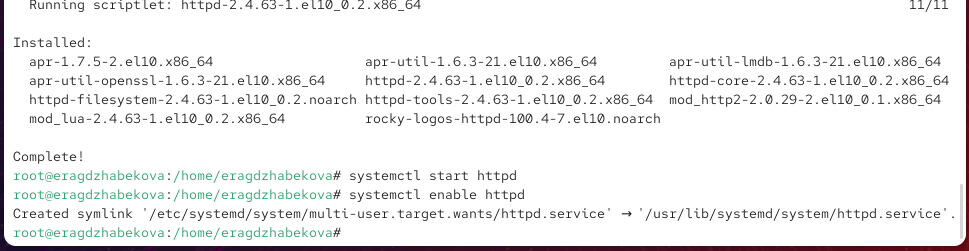 Running scriptlet: httpd-2.4.63-1.el10_0.2.x86_64 11/11
Installed:
apr-1.7.5-2.el10.x86_64 apr-util-1.6.3-21.el10.x86_64 apr-util-lmdb-1.6.3-21.el10.x86_64
apr-util-openssl-1.6.3-21.el10.x86_64 httpd-2.4.63-1.el10_0.2.x86_64 httpd-core-2.4.63-1.el10_0.2.x86_64
httpd-filesystem-2.4.63-1.el10_0.2.noarch httpd-tools-2.4.63-1.el10_0.2.x86_64 mod_http2-2.0.29-2.el10_0.1.x86_64
mod_lua-2.4.63-1.el10_0.2.x86_64 rocky-logos-httpd-100.4-7.el10.noarch
Complete!
root@eragdzhabekova:/home/eragdzhabekova# systemctl start httpd
root@eragdzhabekova:/home/eragdzhabekova# systemctl enable httpd
Created symlink '/etc/systemd/system/multi-user.target.wants/httpd.service' → '/usr/lib/systemd/system/httpd.service'.
root@eragdzhabekova:/home/eragdzhabekova#